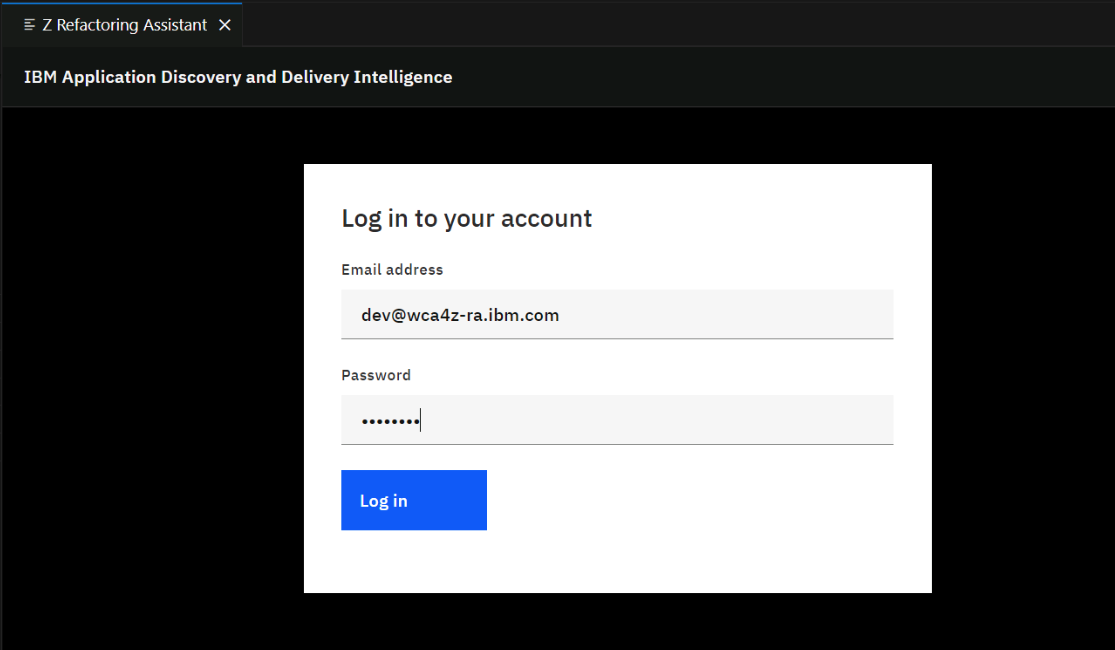 Z Refactoring Assistant
IBM Application Discovery and Delivery Intelligence
Log in to your account
Email address
dev@wca4z-ra.ibm.com
Password
••••••••
Log in